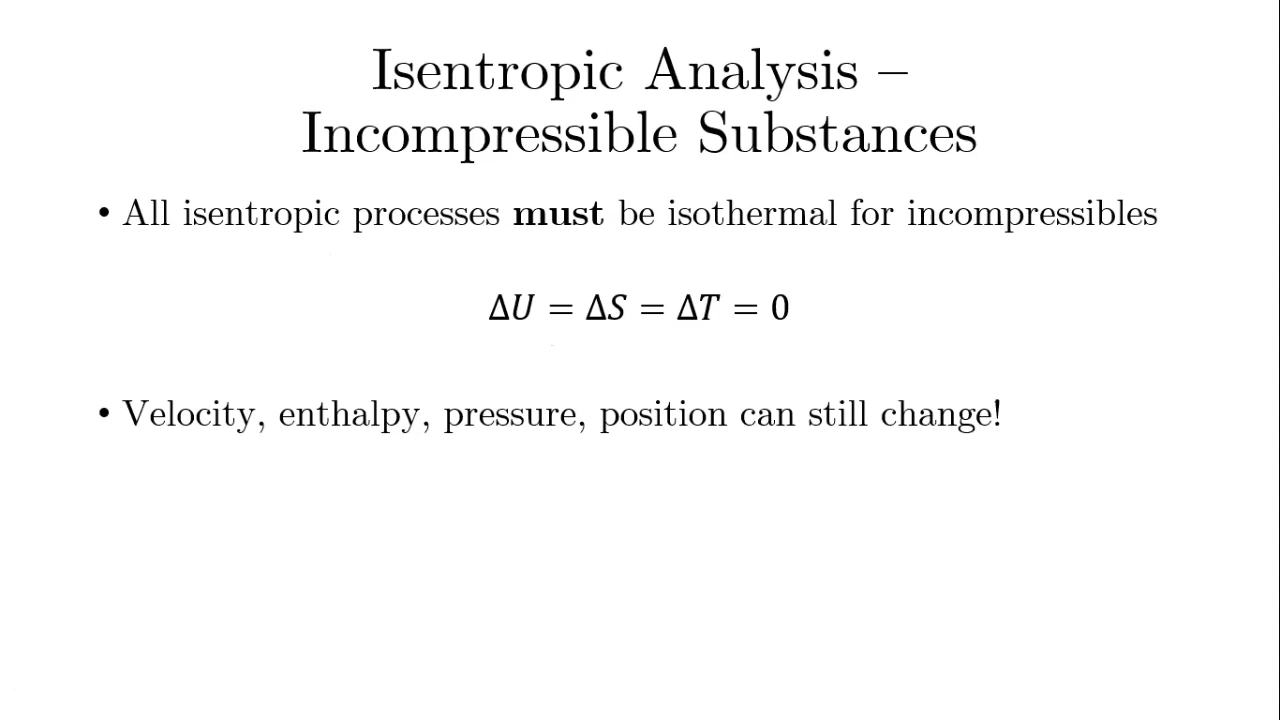 Isentropic Analysis –
Incompressible Substances
• All isentropic processes must be isothermal for incompressibles
Δ𝑈 = Δ𝑆 = Δ𝑇 = 0
• Velocity, enthalpy, pressure, position can still change!